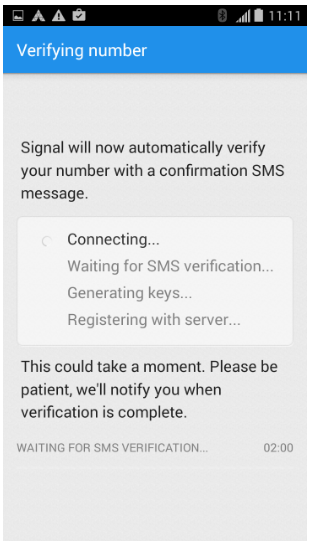 11:11
Verifying number
Signal will now automatically verify
your number with a confirmation SMS
message.
Connecting...
Waiting for SMS verification...
Generating keys...
Registering with server...
This could take a moment. Please be
patient, we'll notify you when
verification is complete.
WAITING FOR SMS VERIFICATION... 02:00